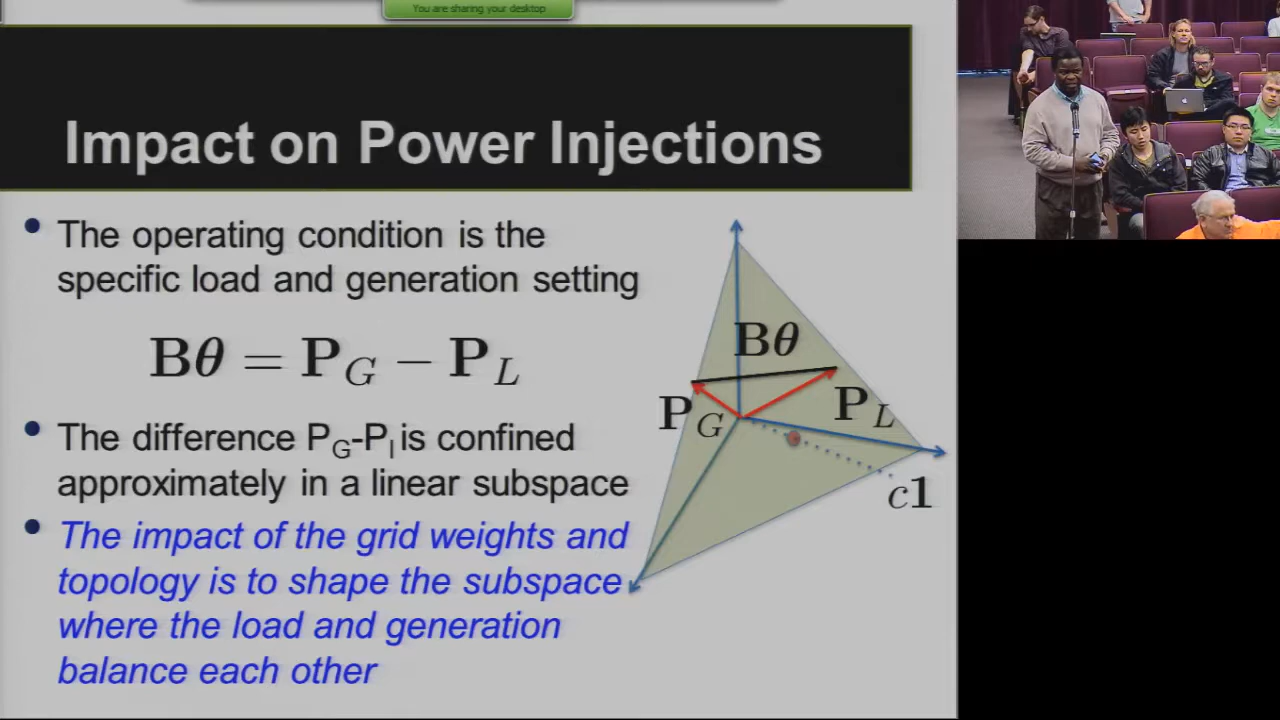 You are sharing your desktop
Impact on Power Injections
• The operating condition is the
specific load and generation setting
Bθ = P_G − P_L
• The difference P_G-P_l is confined
approximately in a linear subspace
• The impact of the grid weights and
topology is to shape the subspace
where the load and generation
balance each other
Bθ
P_G
P_L
c1